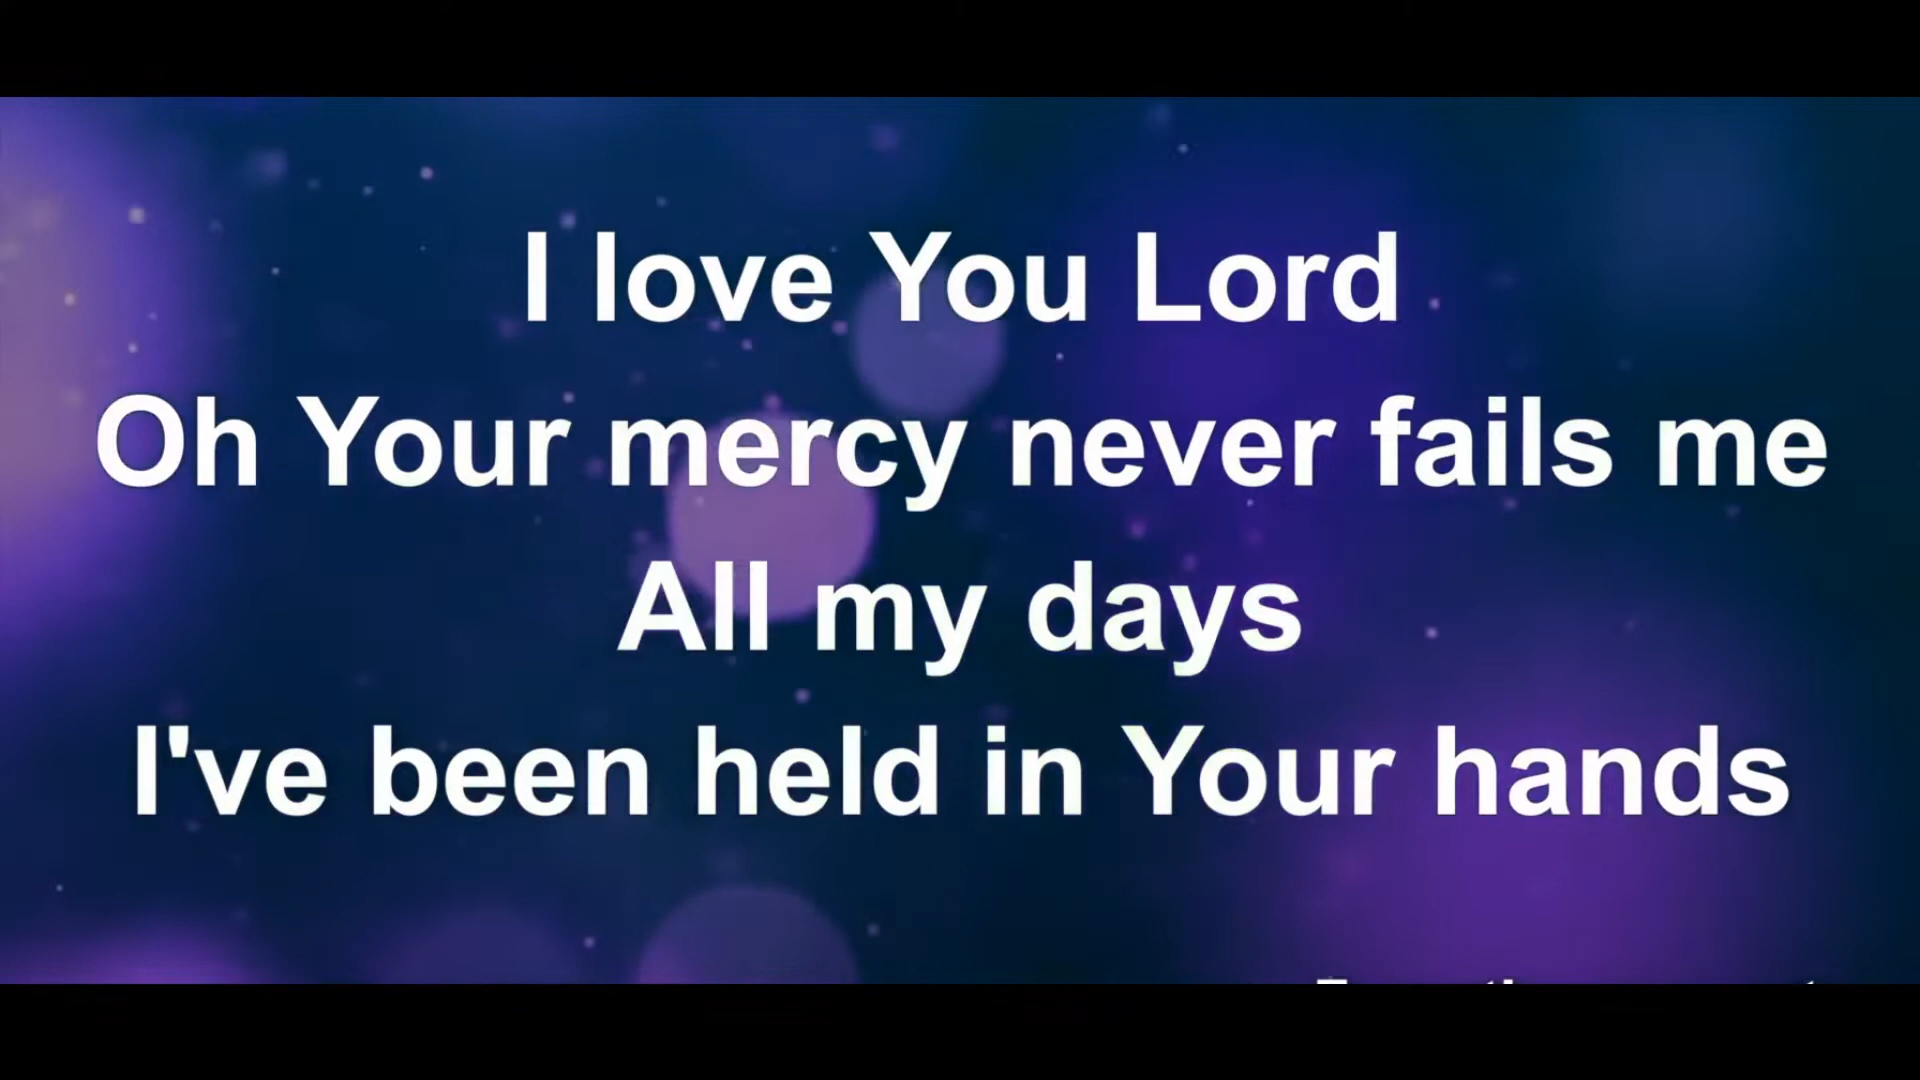 I love You Lord
Oh Your mercy never fails me
All my days
I've been held in Your hands